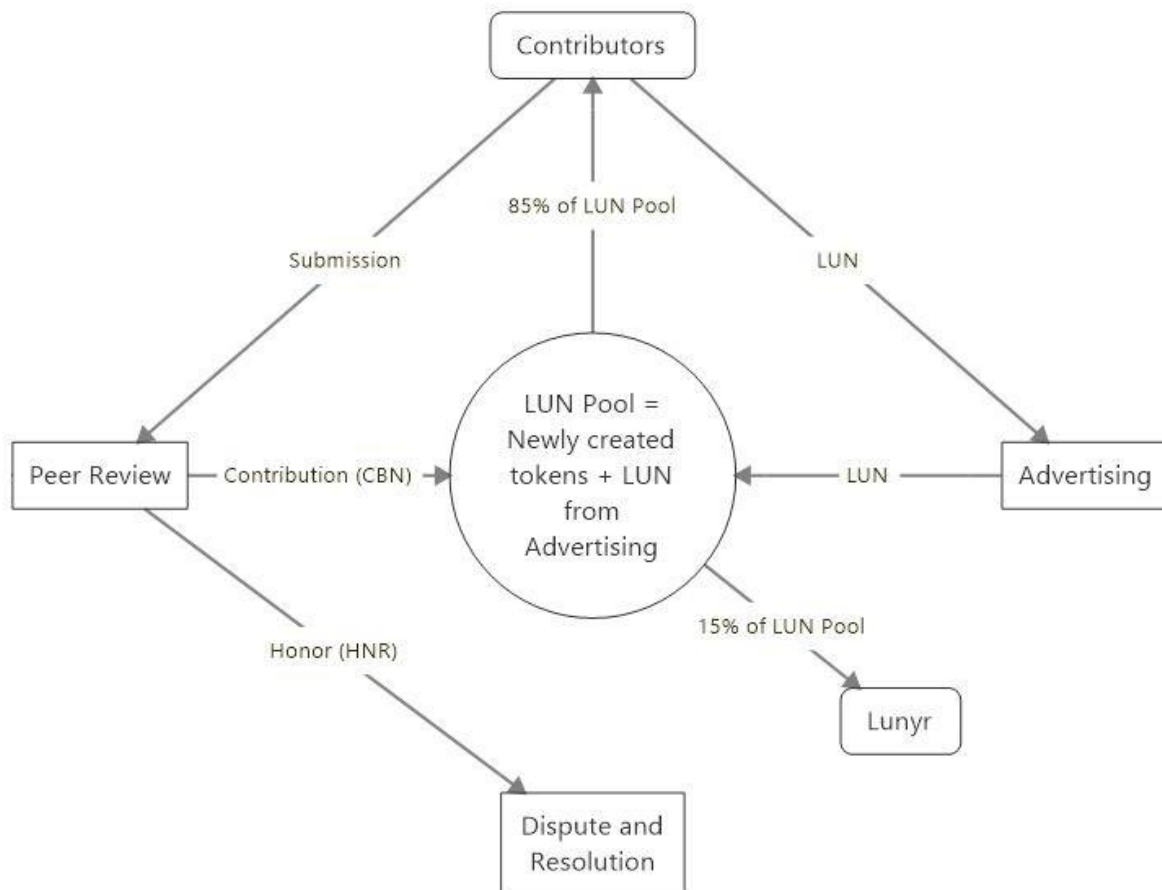 Contributors
85% of LUN Pool
Submission
LUN
LUN Pool =
Newly created
tokens + LUN
from
Advertising
Peer Review
Contribution (CBN)
LUN
Advertising
15% of LUN Pool
Honor (HNR)
Lunyr
Dispute and
Resolution